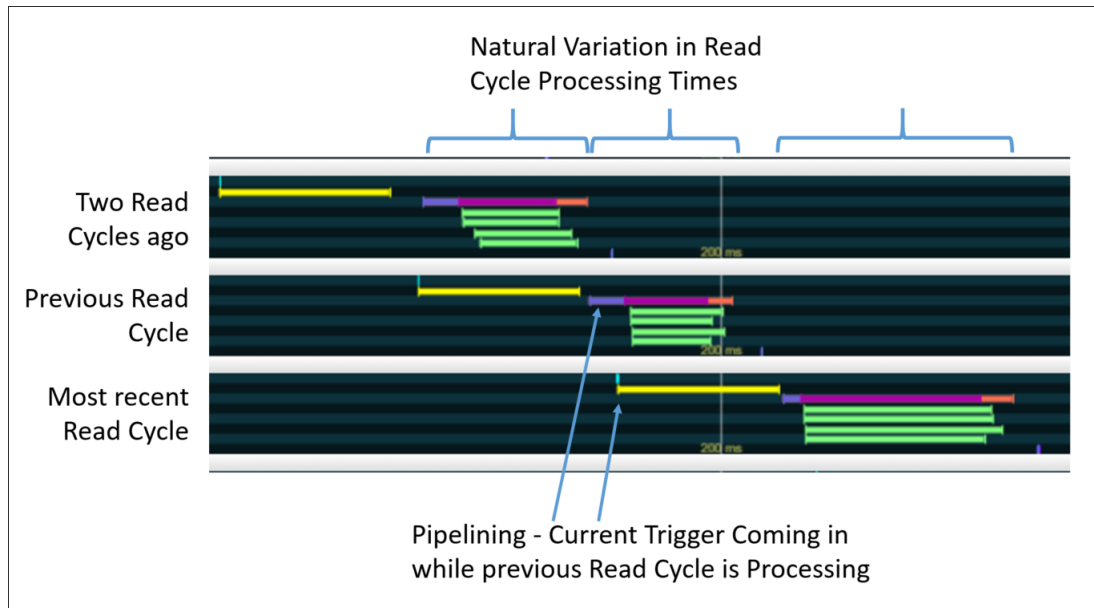 Natural Variation in Read
Cycle Processing Times
Two Read
Cycles ago
200 ms
Previous Read
Cycle
200 ms
Most recent
Read Cycle
200 ms
Pipelining - Current Trigger Coming in
while previous Read Cycle is Processing